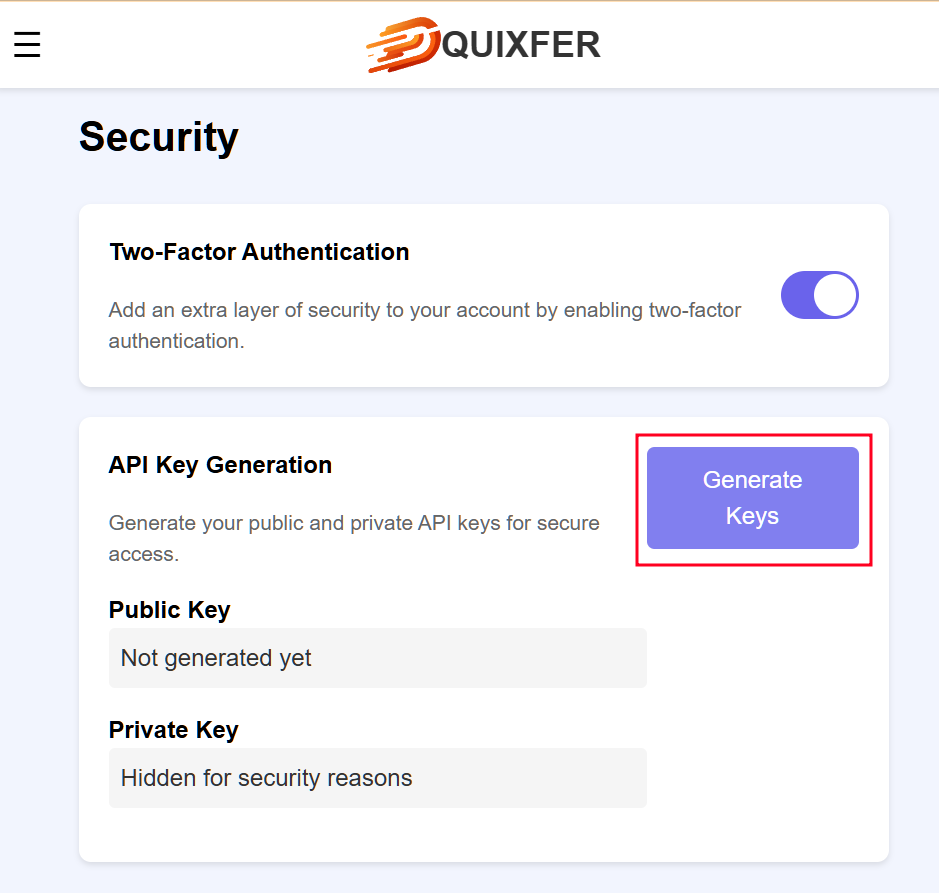 QUIXFER
Security
Two-Factor Authentication
Add an extra layer of security to your account by enabling two-factor
authentication.
API Key Generation
Generate
Keys
Generate your public and private API keys for secure
access.
Public Key
Not generated yet
Private Key
Hidden for security reasons